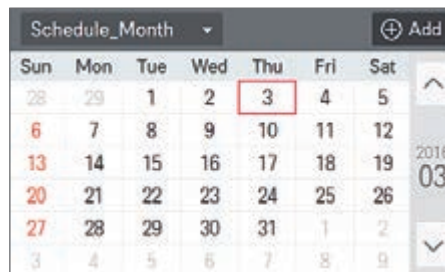 Schedule_Month Add
Sun Mon Tue Wed Thu Fri Sat
28 29 1 2 3 4 5
6 7 8 9 10 11 12
13 14 15 16 17 18 19
2016
03
20 21 22 23 24 25 26
27 28 29 30 31 1 2
3 4 5 6 7 8 9